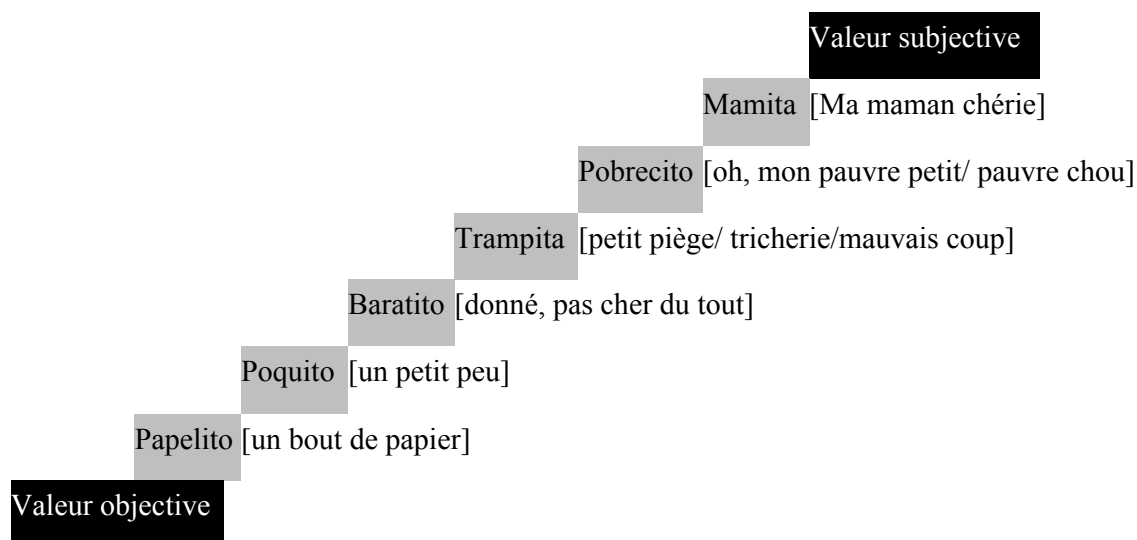 Valeur subjective
Mamita [Ma maman chérie]
Pobrecito [oh, mon pauvre petit/ pauvre chou]
Trampita [petit piège/ tricherie/mauvais coup]
Baratito [donné, pas cher du tout]
Poquito [un petit peu]
Papelito [un bout de papier]
Valeur objective